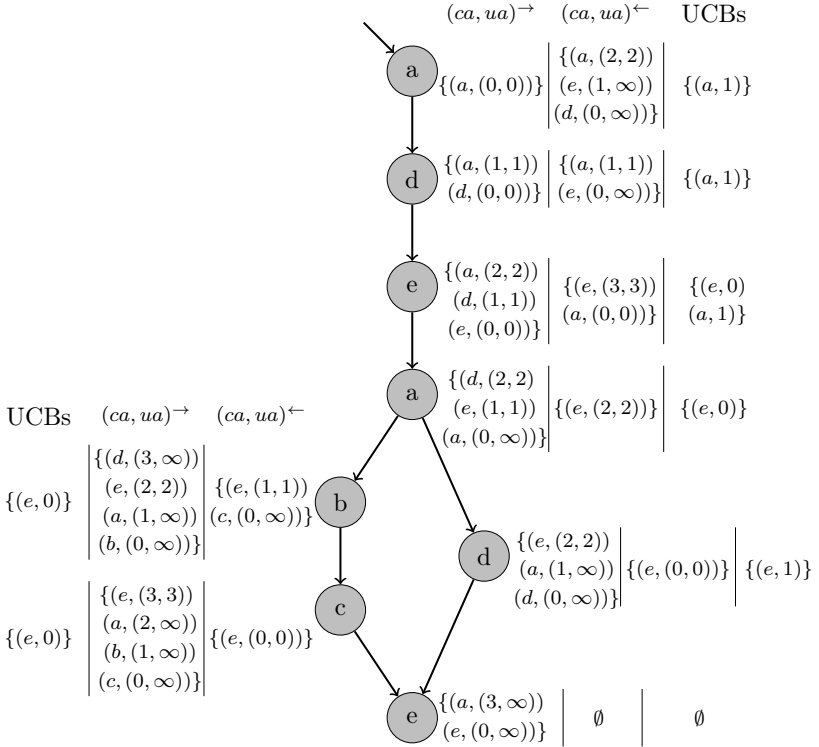 (ca, ua)→ (ca, ua)← UCBs
a {(a, (0, 0))} {(a, (2, 2)) {(a, 1)}
(e, (1, ∞))
(d, (0, ∞))}
d {(a, (1, 1)) {(a, (1, 1)) {(a, 1)}
(d, (0, 0))} (e, (0, ∞))}
e {(a, (2, 2)) {(e, (3, 3)) {(e, 0)
(d, (1, 1)) (a, (0, 0))} (a, 1)}
(e, (0, 0))}
a {(d, (2, 2) {(e, (2, 2))} {(e, 0)}
(e, (1, 1))
(a, (0, ∞))}
UCBs (ca, ua)→ (ca, ua)←
{(e, 0)} {(d, (3, ∞)) {(e, (1, 1)) b
(e, (2, 2)) (c, (0, ∞))}
(a, (1, ∞))
(b, (0, ∞))}
d {(e, (2, 2)) {(e, (0, 0))} {(e, 1)}
(a, (1, ∞))
(d, (0, ∞))}
{(e, 0)} {(e, (3, 3)) {(e, (0, 0))} c
(a, (2, ∞))
(b, (1, ∞))
(c, (0, ∞))}
e {(a, (3, ∞)) ∅ ∅
(e, (0, ∞))}